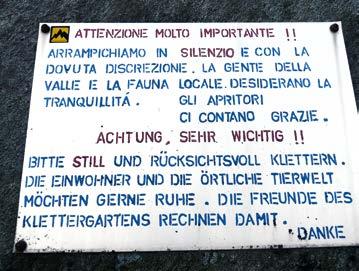 ATTENZIONE MOLTO IMPORTANTE !!
ARRAMPICHIAMO IN SILENZIO E CON LA
DOVUTA DISCREZIONE. LA GENTE DELLA
VALLE E LA FAUNA LOCALE. DESIDERANO LA
TRANQUILLITÁ. GLI APRITORI
CI CONTANO GRAZIE.
ACHTUNG, SEHR WICHTIG !!
BITTE STILL UND RÜCKSICHTSVOLL KLETTERN.
DIE EINWOHNER UND DIE ÖRTLICHE TIERWELT
MÖCHTEN GERNE RUHE. DIE FREUNDE DES
KLETTERGARTENS RECHNEN DAMIT.
DANKE